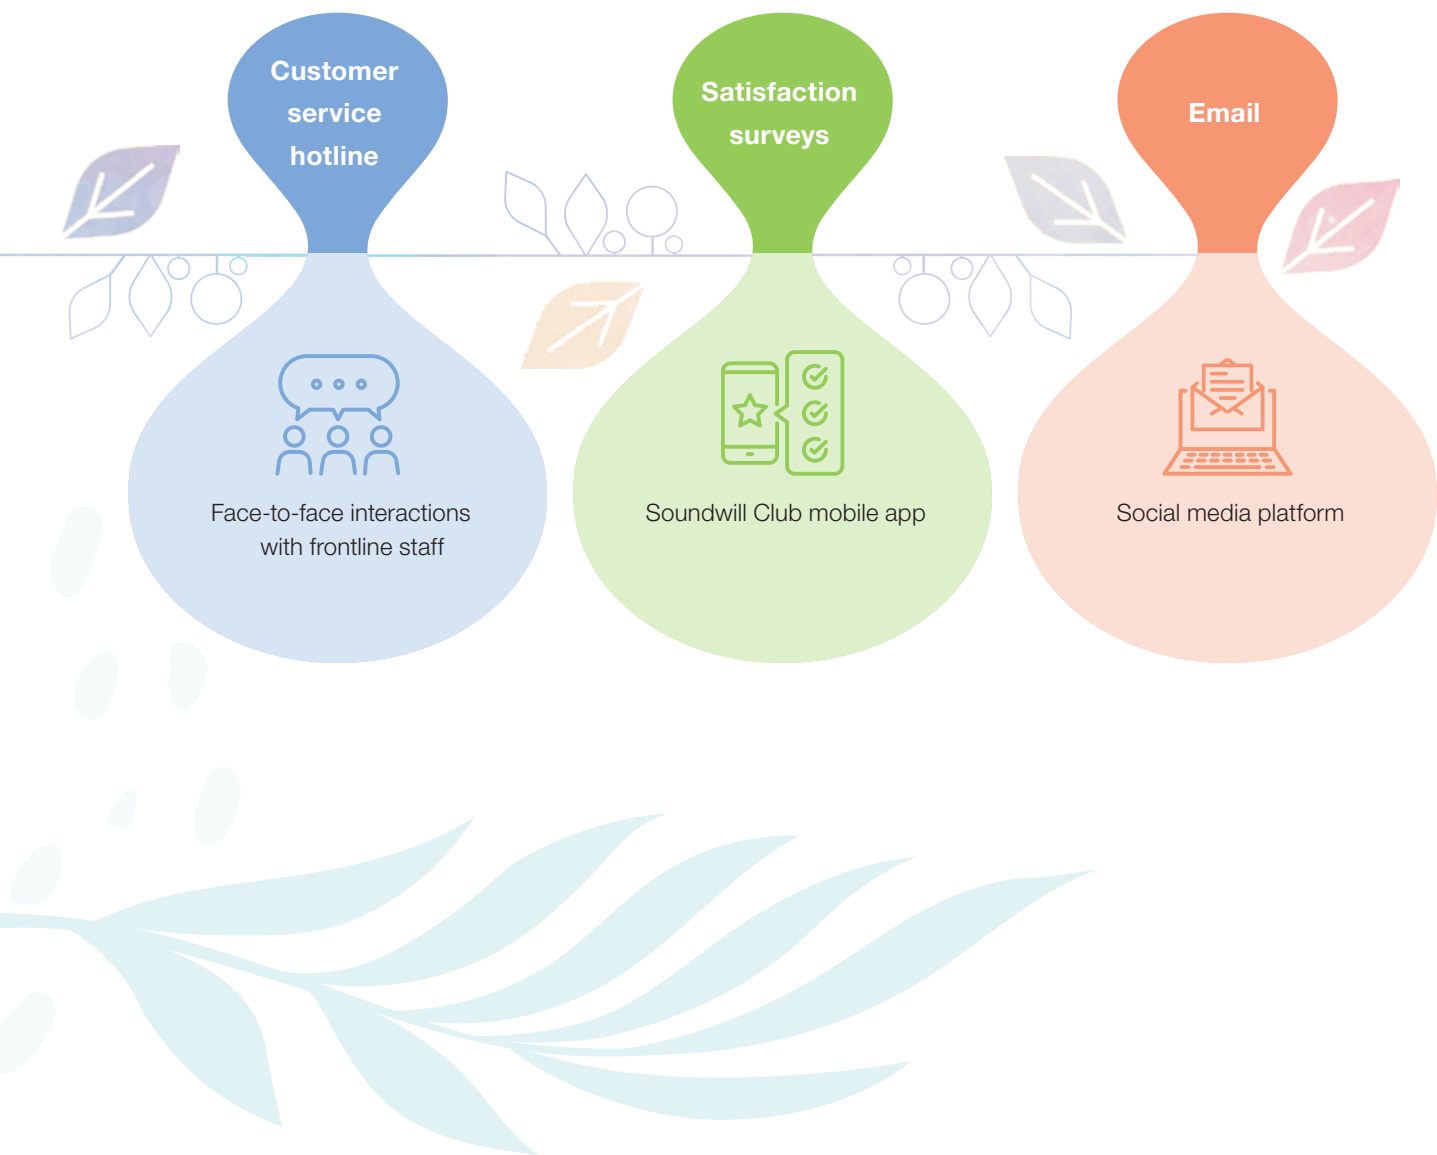 Customer
service
hotline
Satisfaction
surveys
Email
Face-to-face interactions
with frontline staff
Soundwill Club mobile app
Social media platform